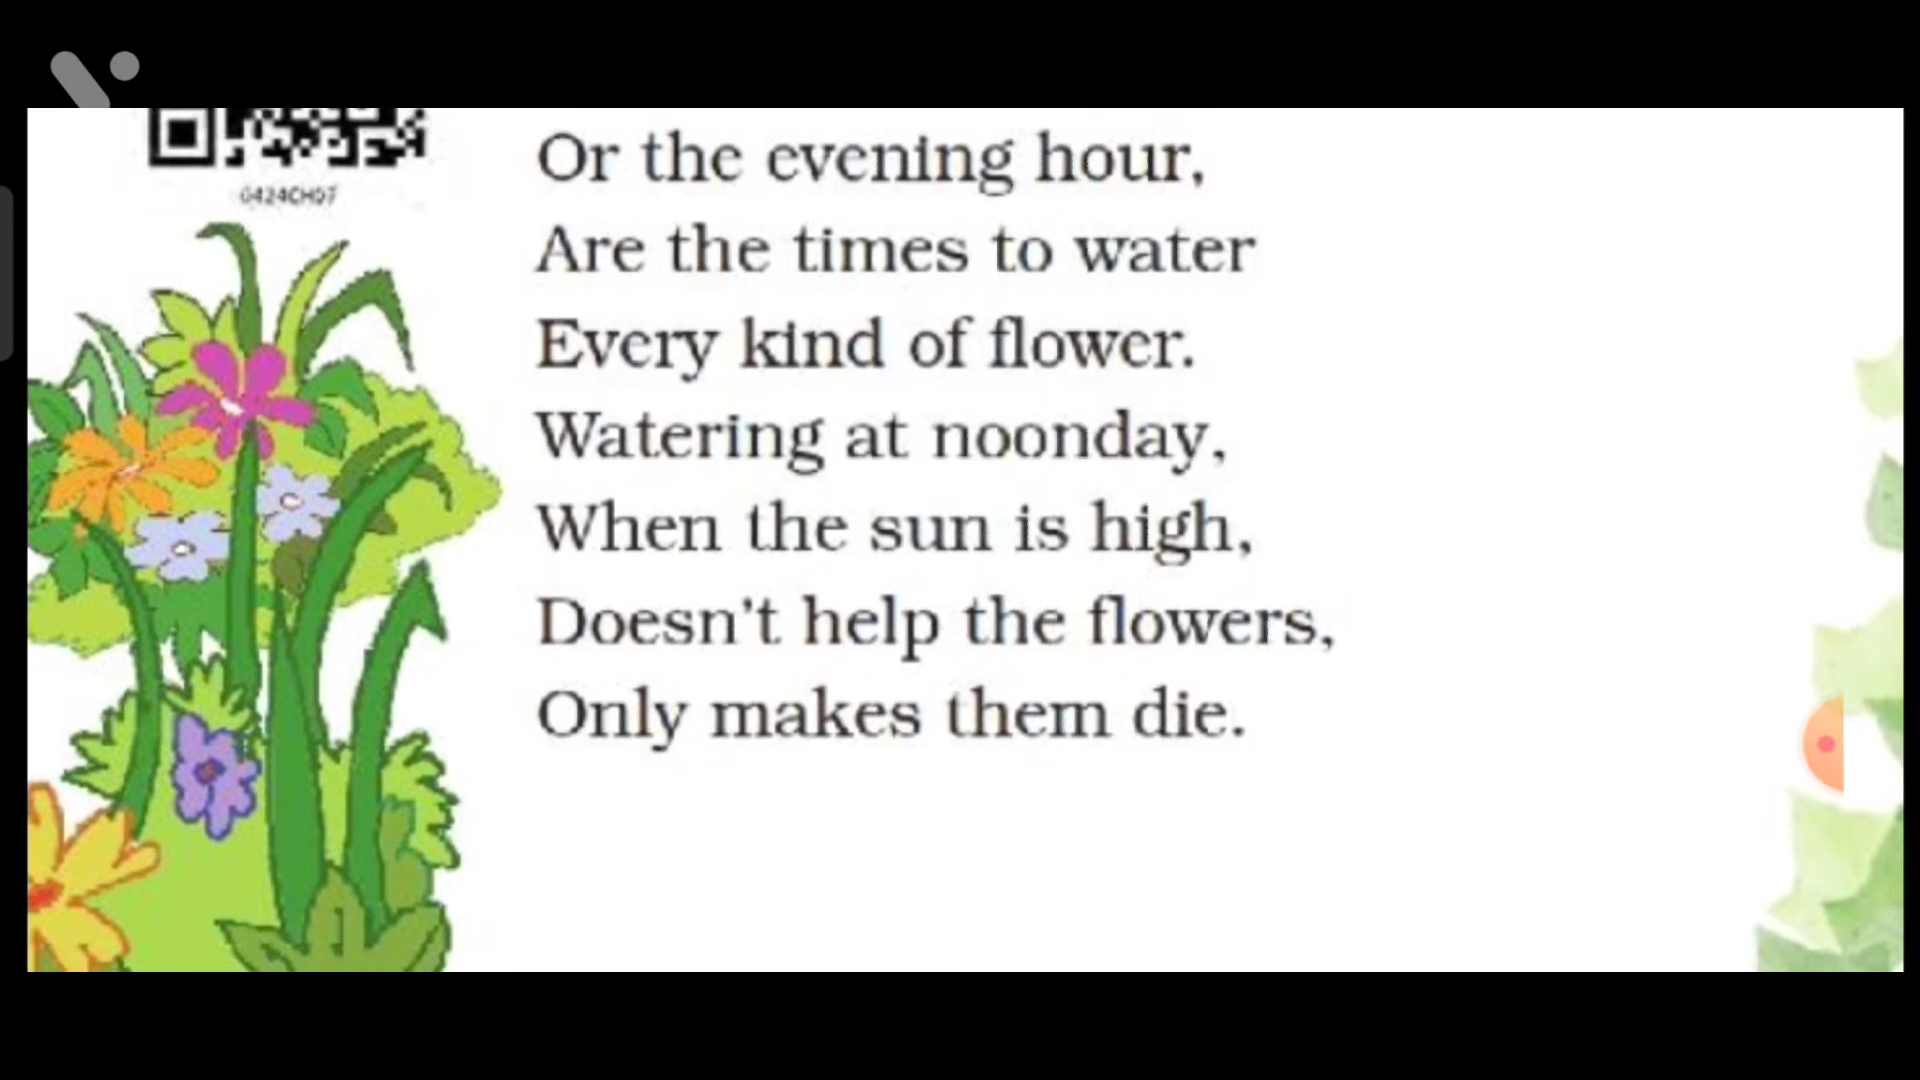 0424CH07
Or the evening hour,
Are the times to water
Every kind of flower.
Watering at noonday,
When the sun is high,
Doesn't help the flowers,
Only makes them die.